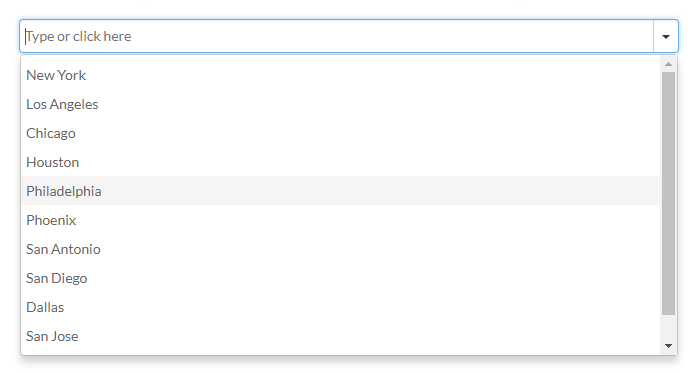 Type or click here
New York
Los Angeles
Chicago
Houston
Philadelphia
Phoenix
San Antonio
San Diego
Dallas
San Jose